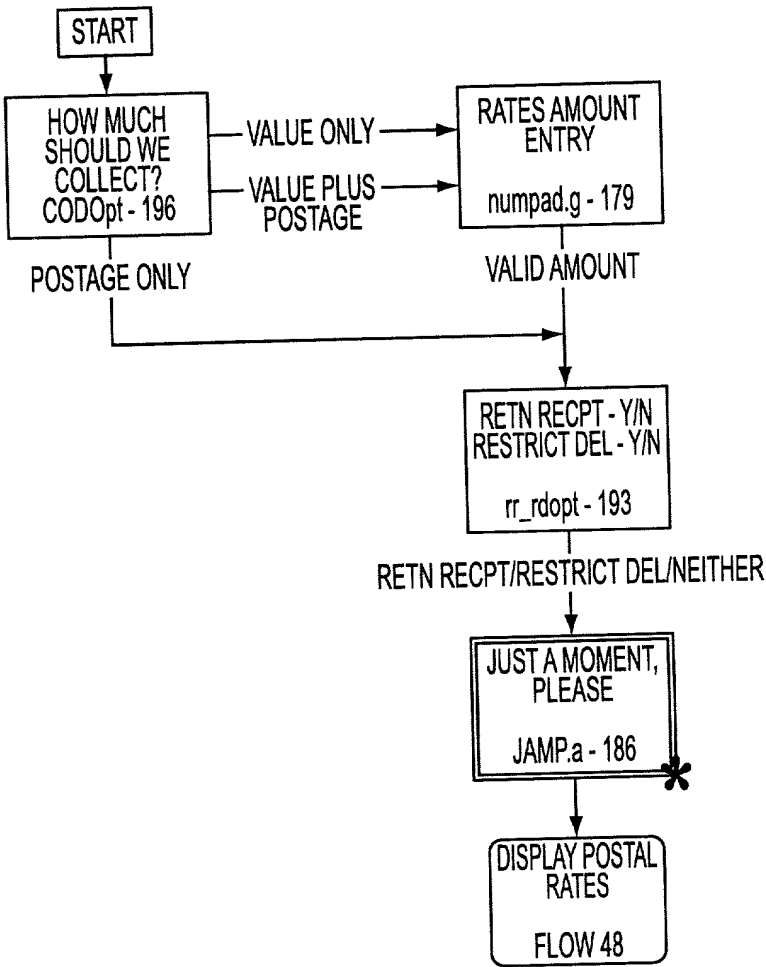 START
HOW MUCH
SHOULD WE
COLLECT?
CODOpt - 196
VALUE ONLY
VALUE PLUS
POSTAGE
RATES AMOUNT
ENTRY
numpad.g - 179
POSTAGE ONLY
VALID AMOUNT
RETN RECPT - Y/N
RESTRICT DEL - Y/N
rr_rdopt - 193
RETN RECPT/RESTRICT DEL/NEITHER
JUST A MOMENT,
PLEASE
JAMP.a - 186
*
DISPLAY POSTAL
RATES
FLOW 48